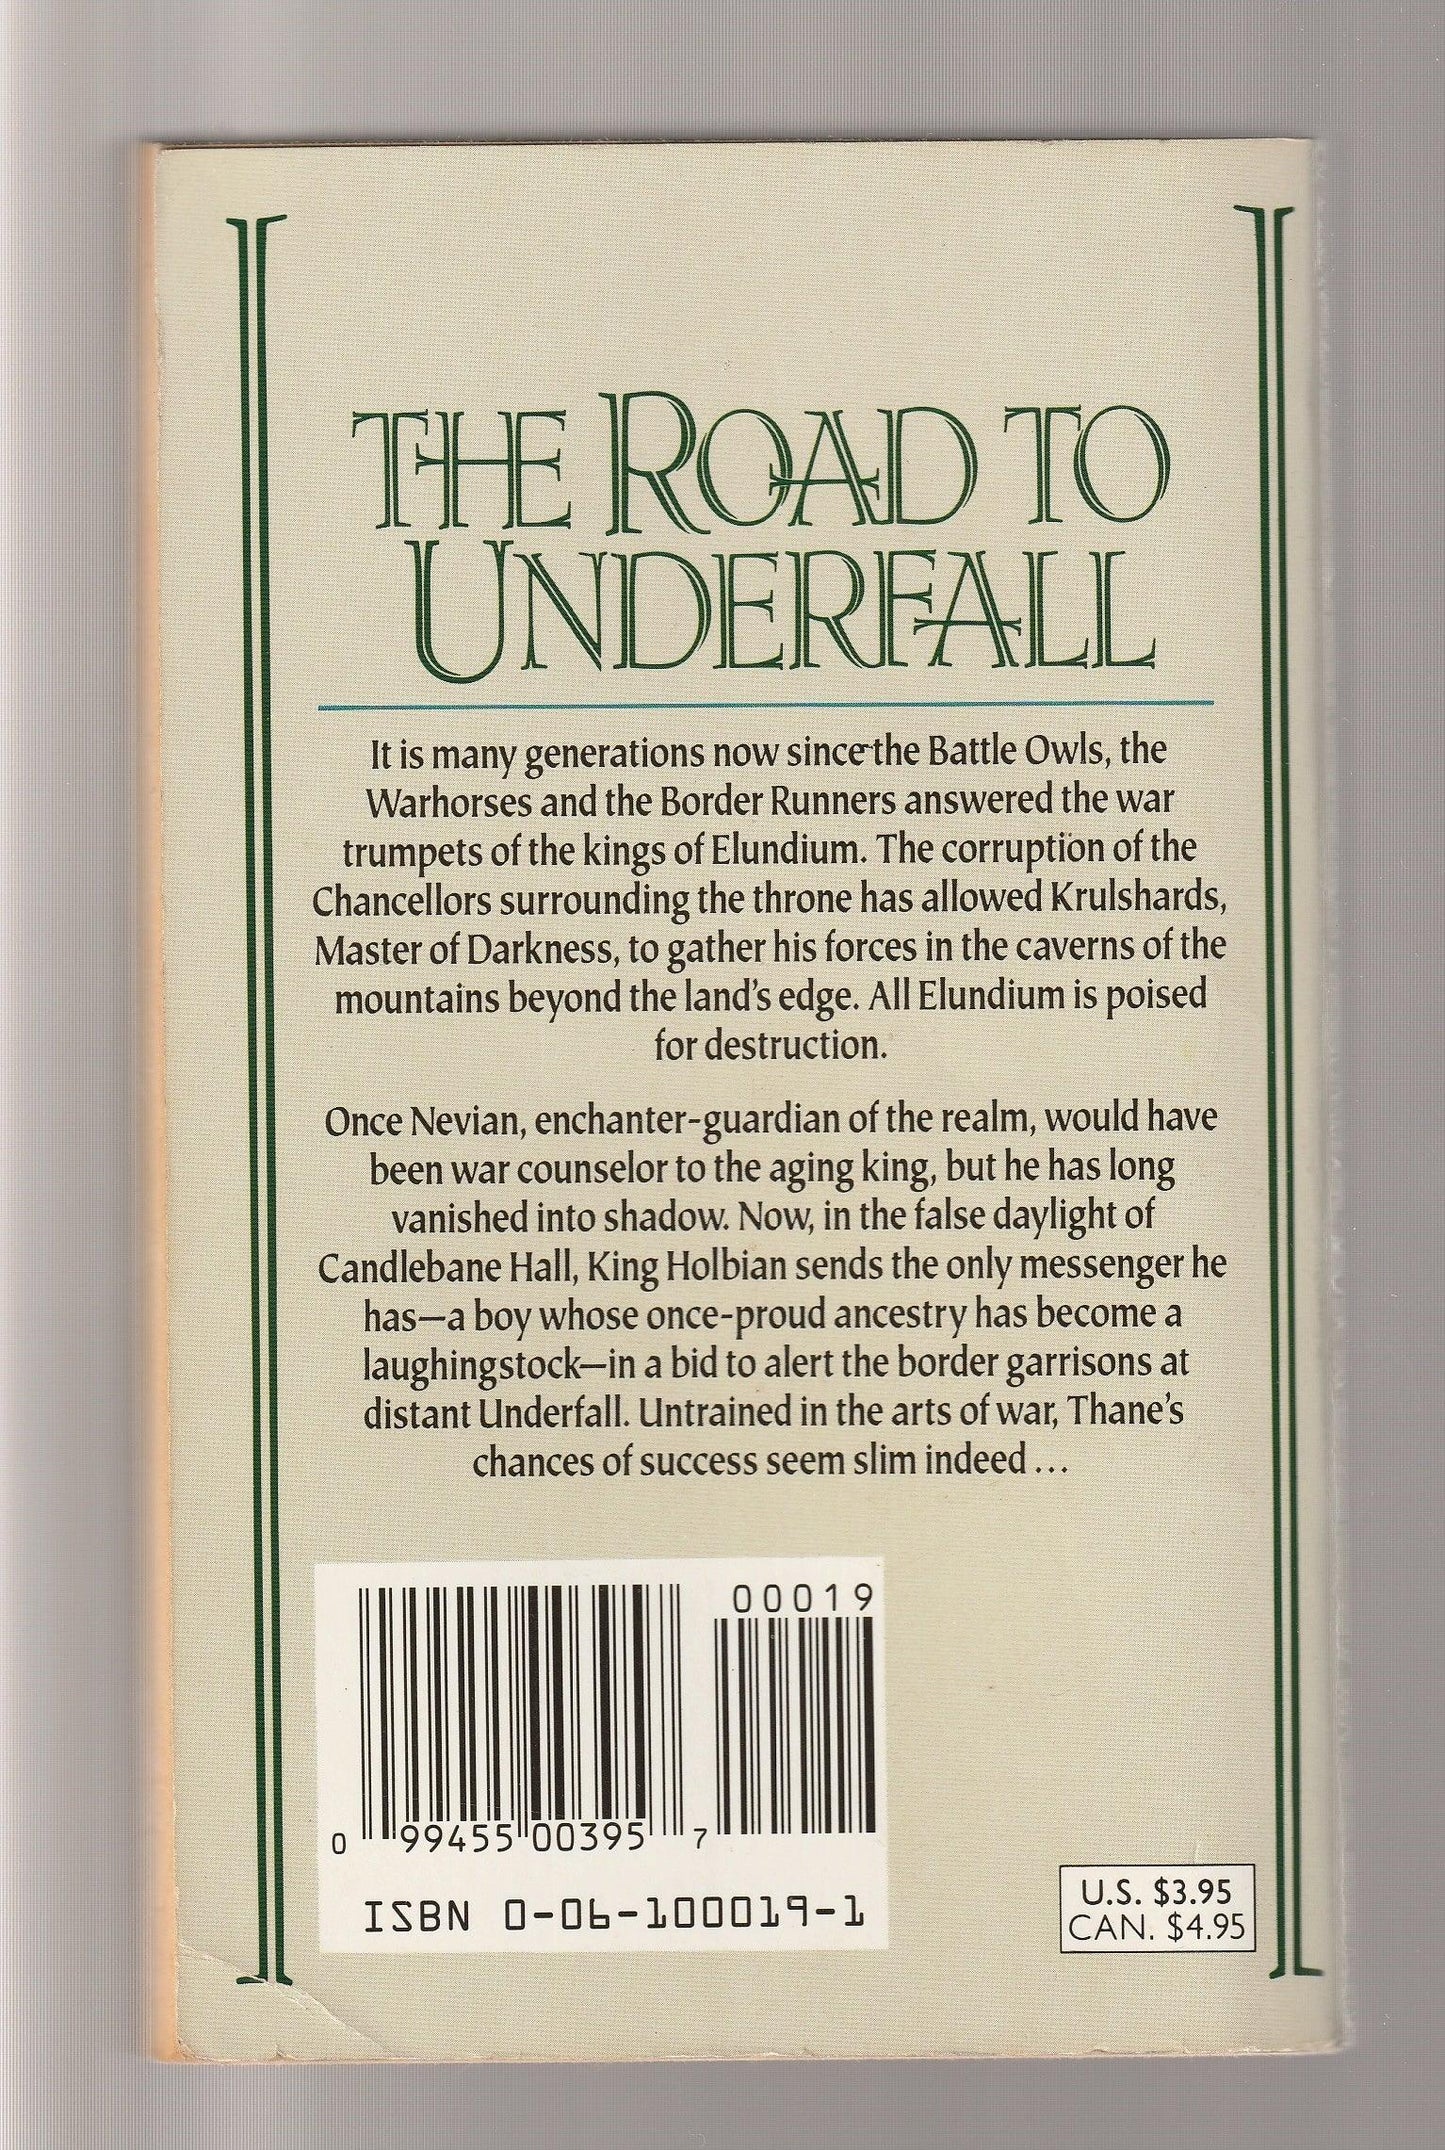 THE ROAD TO
UNDERFALL
It is many generations now since the Battle Owls, the
Warhorses and the Border Runners answered the war
trumpets of the kings of Elundium. The corruption of the
Chancellors surrounding the throne has allowed Krulshards,
Master of Darkness, to gather his forces in the caverns of the
mountains beyond the land's edge. All Elundium is poised
for destruction.
Once Nevian, enchanter-guardian of the realm, would have
been war counselor to the aging king, but he has long
vanished into shadow. Now, in the false daylight of
Candlebane Hall, King Holbian sends the only messenger he
has—a boy whose once-proud ancestry has become a
laughingstock—in a bid to alert the border garrisons at
distant Underfall. Untrained in the arts of war, Thane's
chances of success seem slim indeed ...
00019
0 99455 00395 7
ISBN 0-06-100019-1
U.S. $3.95
CAN. $4.95